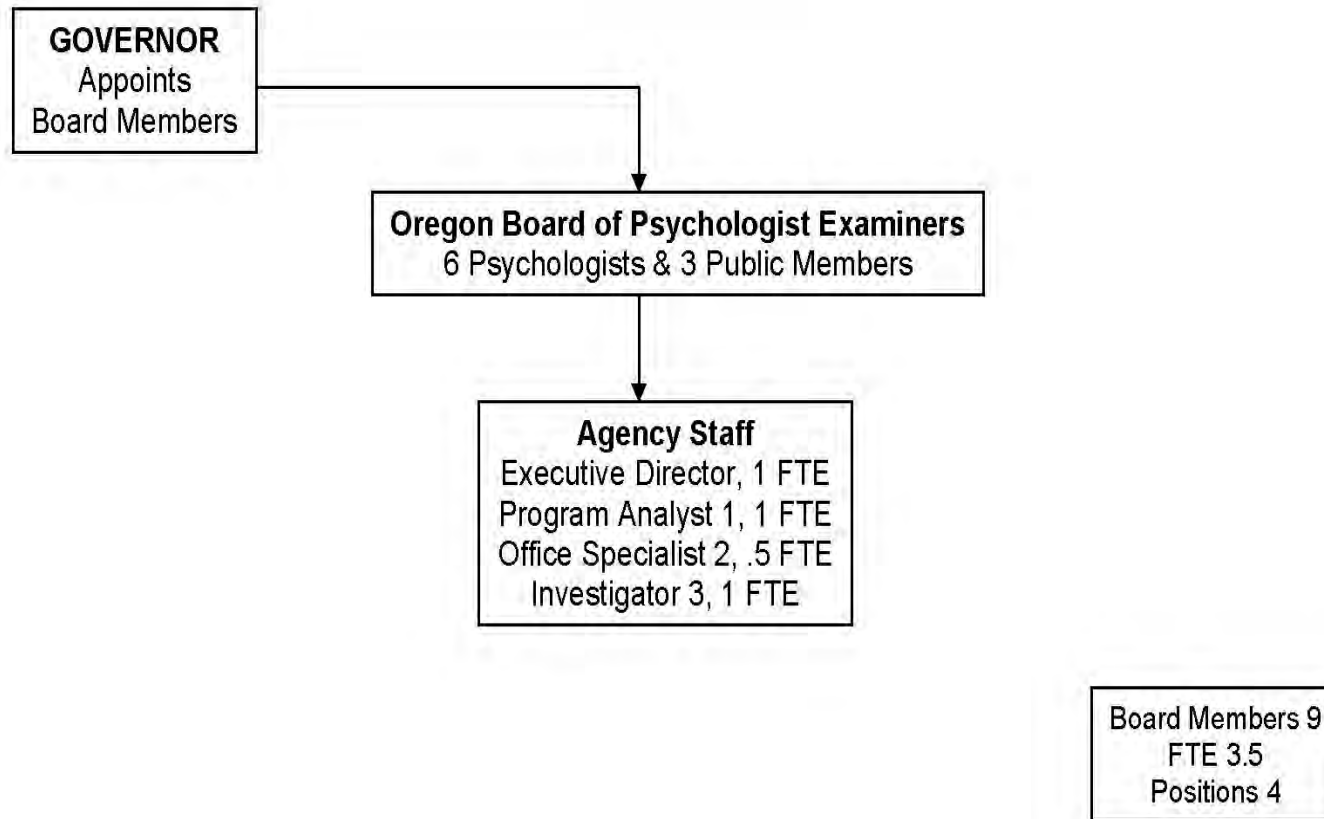 GOVERNOR
Appoints
Board Members
Oregon Board of Psychologist Examiners
6 Psychologists & 3 Public Members
Agency Staff
Executive Director, 1 FTE
Program Analyst 1, 1 FTE
Office Specialist 2, .5 FTE
Investigator 3, 1 FTE
Board Members 9
FTE 3.5
Positions 4